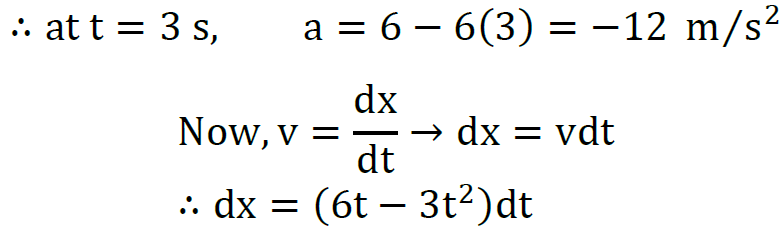 ∴ at t = 3 s, a = 6 − 6(3) = −12 m/s²
Now, v = dx/dt → dx = vdt
∴ dx = (6t − 3t²)dt